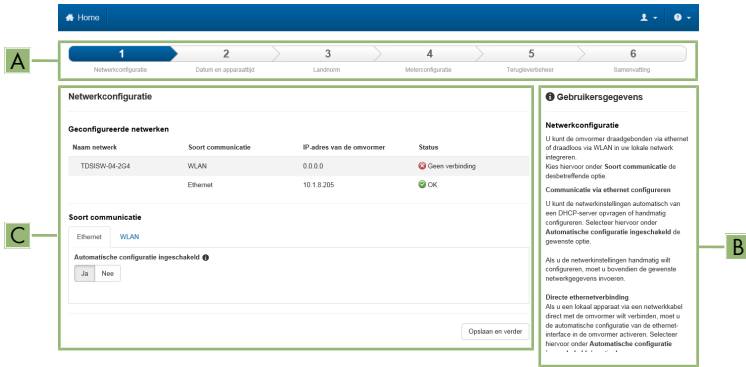 Home
1 2 3 4 5 6
Netwerkconfiguratie Datum en apparaattijd Landnorm Meterconfiguratie Terugleverbeheer Samenvatting
A
Netwerkconfiguratie
Geconfigureerde netwerken
Naam netwerk Soort communicatie IP-adres van de omvormer Status
TDSISW-04-2G4 WLAN 0.0.0.0 Geen verbinding
Ethernet 10.1.8.205 OK
Soort communicatie
Ethernet WLAN
Automatische configuratie ingeschakeld
Ja Nee
Opslaan en verder
C
Gebruikersgegevens
Netwerkconfiguratie
U kunt de omvormer draadgebonden via ethernet
of draadloos via WLAN in uw lokale netwerk
integreren.
Kies hiervoor onder Soort communicatie de
desbetreffende optie.
Communicatie via ethernet configureren
U kunt de netwerkinstellingen automatisch van
een DHCP-server opvragen of handmatig
configureren. Selecteer hiervoor onder
Automatische configuratie ingeschakeld de
gewenste optie.
Als u de netwerkinstellingen handmatig wilt
configureren, moet u bovendien de gewenste
netwerkgegevens invoeren.
Directe ethernetverbinding
Als u een lokaal apparaat via een netwerkkabel
direct met de omvormer wilt verbinden, moet u
de automatische configuratie van de ethernet-
interface in de omvormer activeren. Selecteer
hiervoor onder Automatische configuratie
B